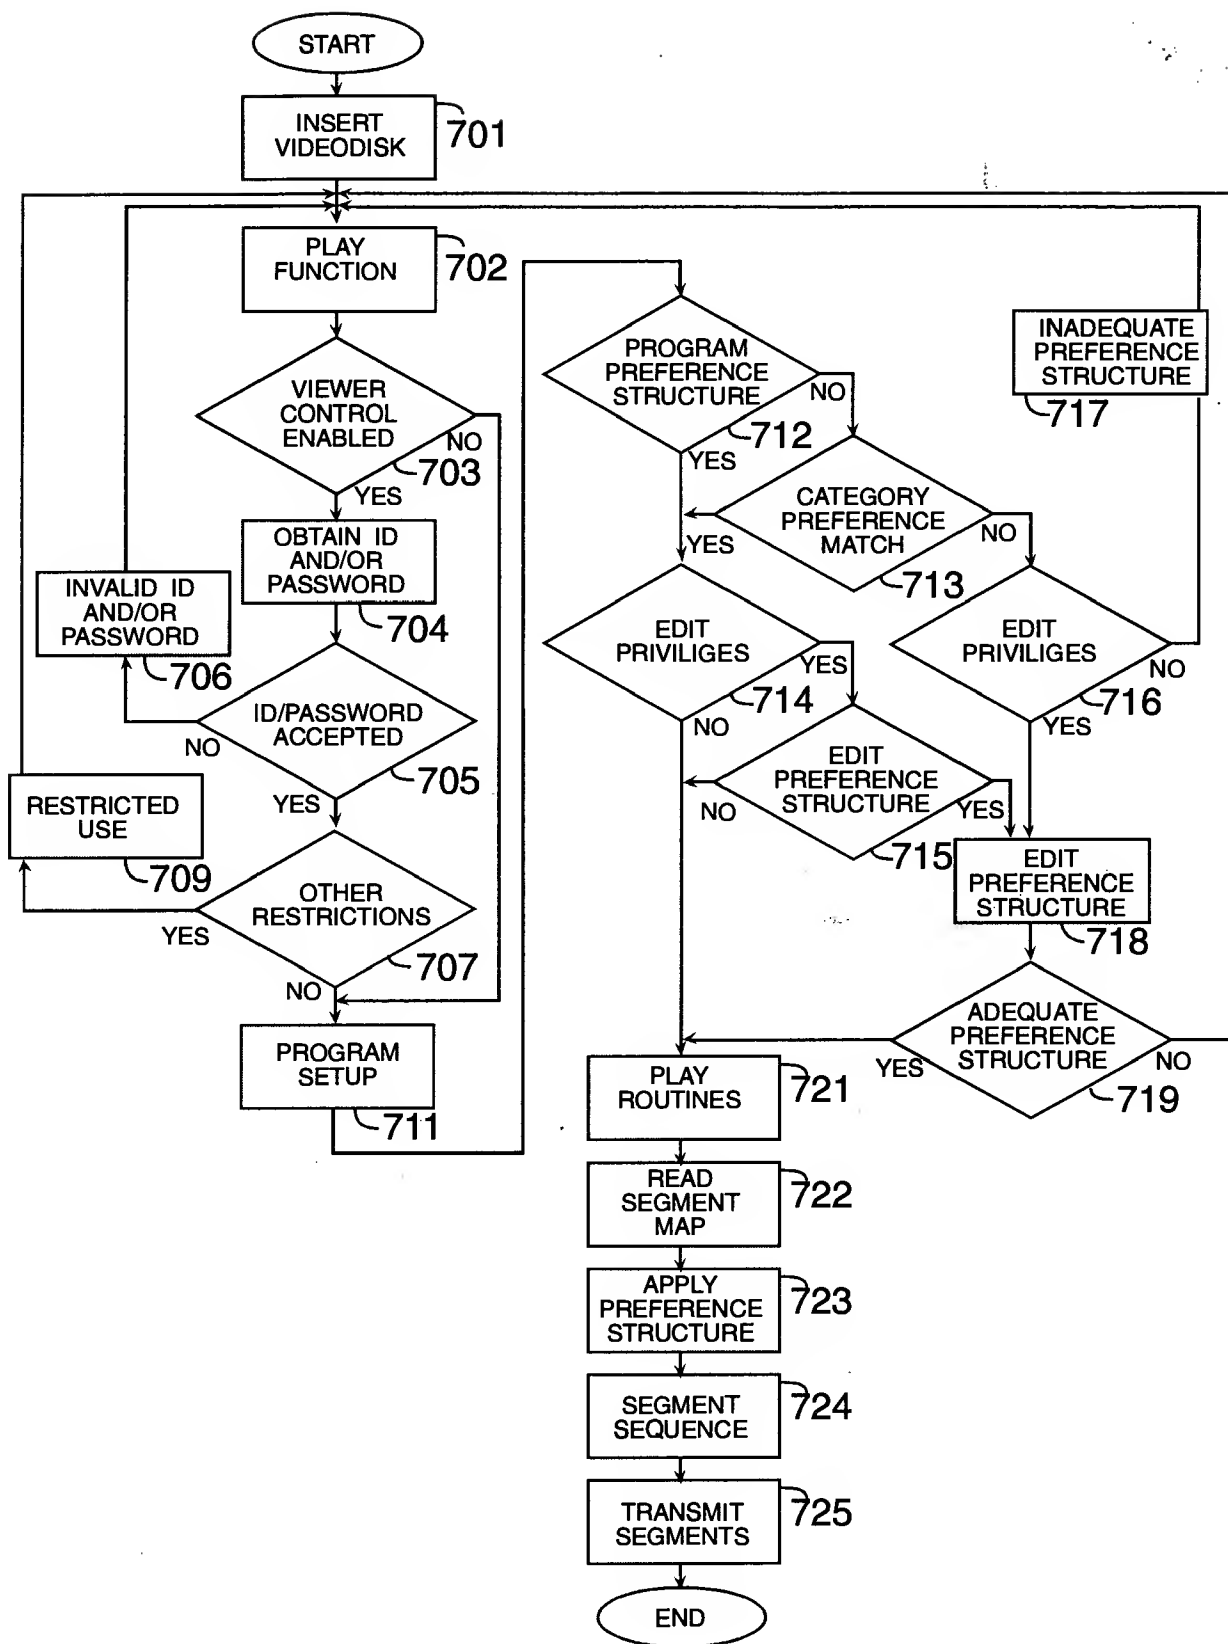 START
INSERT
VIDEODISK
701
PLAY
FUNCTION
702
VIEWER
CONTROL
ENABLED
NO
703
YES
OBTAIN ID
AND/OR
PASSWORD
704
INVALID ID
AND/OR
PASSWORD
706
ID/PASSWORD
ACCEPTED
NO
705
YES
RESTRICTED
USE
709
OTHER
RESTRICTIONS
YES
707
NO
PROGRAM
SETUP
711
PROGRAM
PREFERENCE
STRUCTURE
NO
712
YES
INADEQUATE
PREFERENCE
STRUCTURE
717
CATEGORY
PREFERENCE
MATCH
YES
NO
713
EDIT
PRIVILIGES
YES
714
NO
EDIT
PRIVILIGES
NO
716
YES
EDIT
PREFERENCE
STRUCTURE
NO
YES
715
EDIT
PREFERENCE
STRUCTURE
718
ADEQUATE
PREFERENCE
STRUCTURE
YES
NO
719
PLAY
ROUTINES
721
READ
SEGMENT
MAP
722
APPLY
PREFERENCE
STRUCTURE
723
SEGMENT
SEQUENCE
724
TRANSMIT
SEGMENTS
725
END